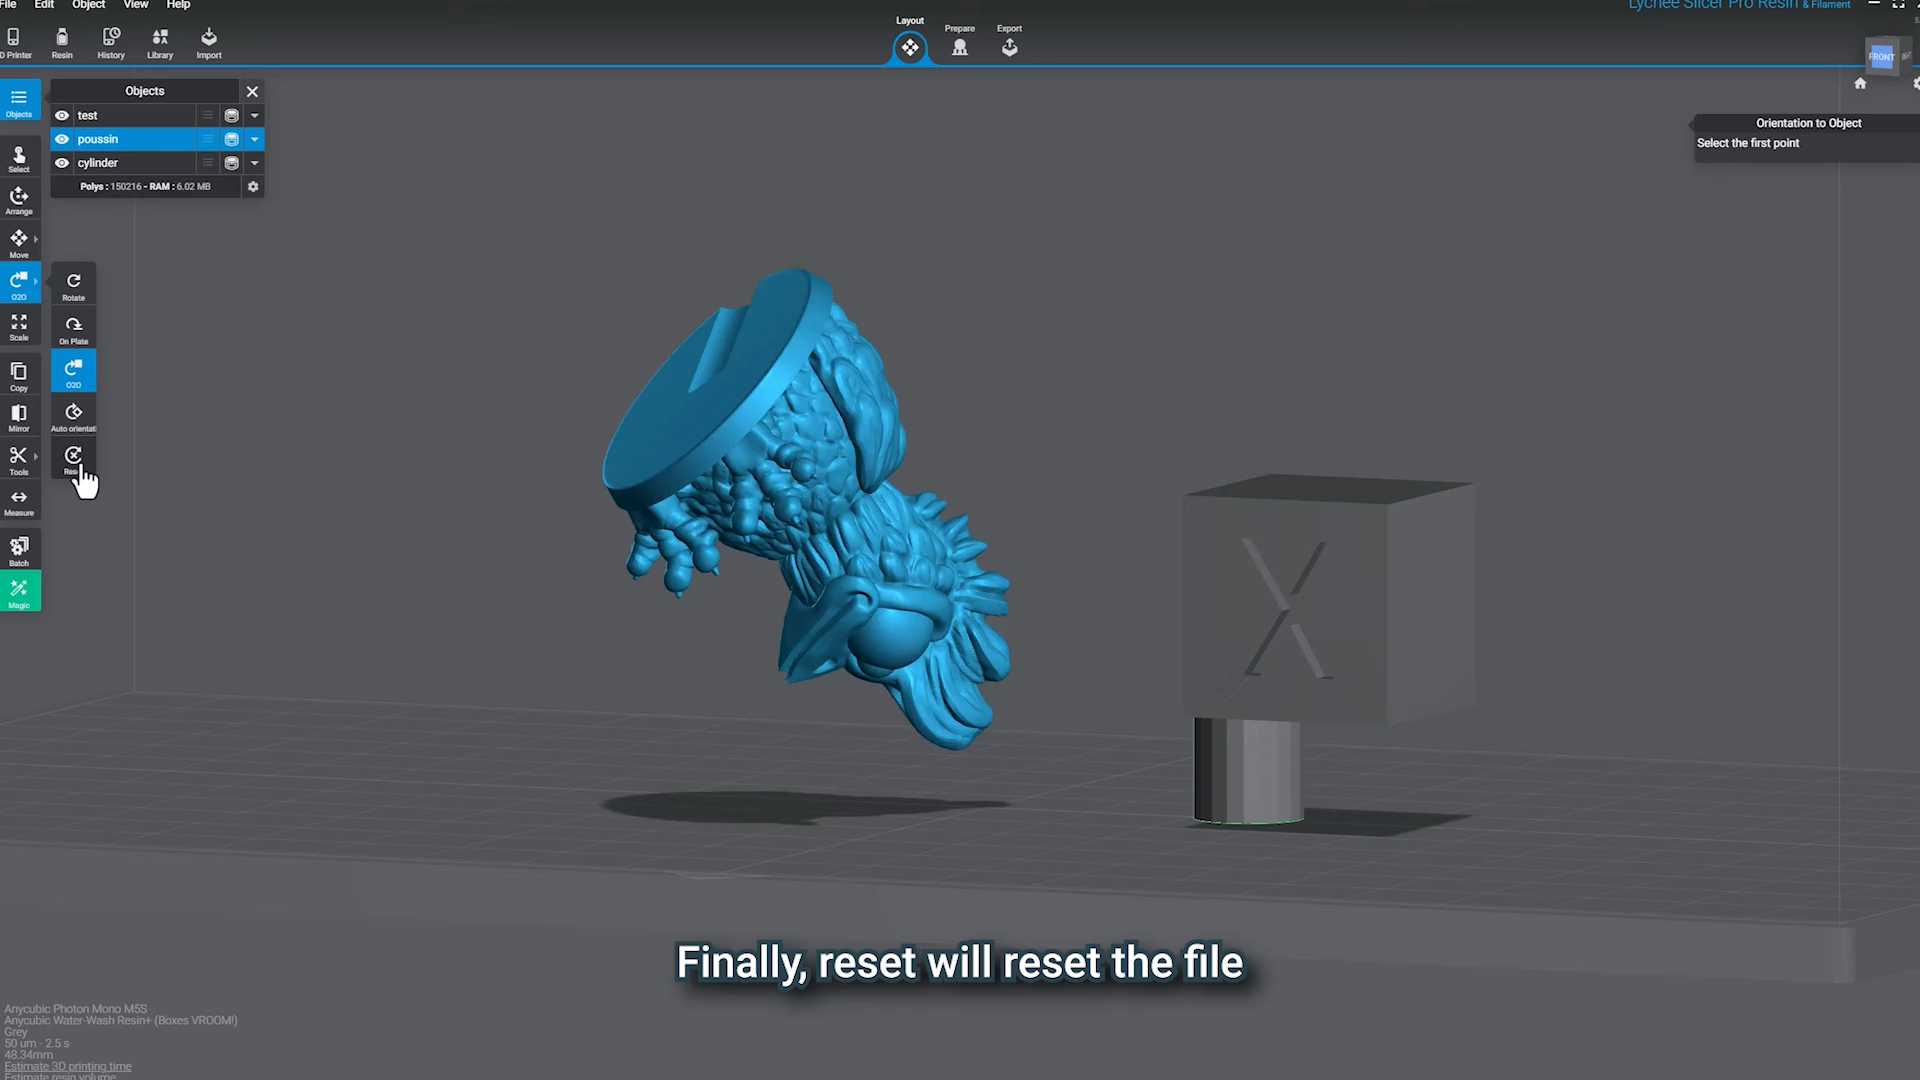 File Edit Object View Help
Lychee Slicer Pro Resin & Filament
Layout
Prepare
Export
D Printer
Resin
History
Library
Import
FRONT
Objects
Objects
test
poussin
cylinder
Polys : 150216 - RAM : 6.02 MB
Orientation to Object
Select the first point
Select
Arrange
Move
O2O
Scale
Copy
Mirror
Tools
Measure
Batch
Magic
Rotate
On Plate
O2O
Auto orientati
X
Finally, reset will reset the file
Anycubic Photon Mono M5S
Anycubic Water-Wash Resin+ (Boxes VROOM!)
Grey
50 um - 2.5 s
48.34mm
Estimate 3D printing time
Estimate resin volume